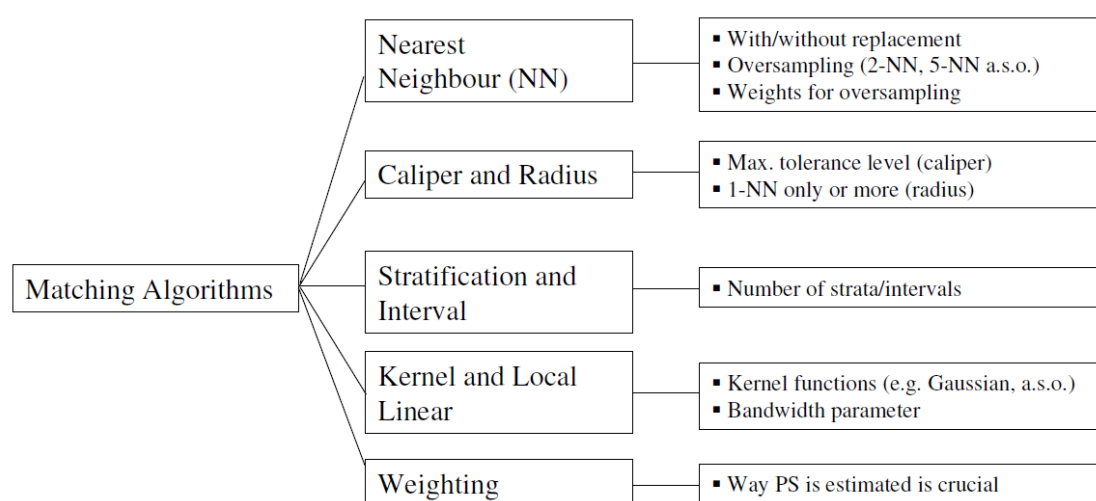 Nearest
Neighbour (NN)
▪ With/without replacement
▪ Oversampling (2-NN, 5-NN a.s.o.)
▪ Weights for oversampling
Caliper and Radius
▪ Max. tolerance level (caliper)
▪ 1-NN only or more (radius)
Matching Algorithms
Stratification and
Interval
▪ Number of strata/intervals
Kernel and Local
Linear
▪ Kernel functions (e.g. Gaussian, a.s.o.)
▪ Bandwidth parameter
Weighting
▪ Way PS is estimated is crucial